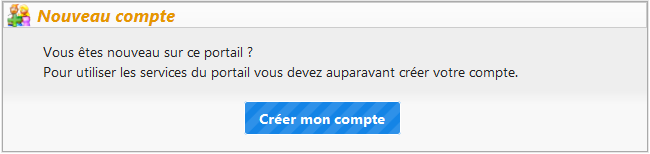 Nouveau compte
Vous êtes nouveau sur ce portail ?
Pour utiliser les services du portail vous devez auparavant créer votre compte.
Créer mon compte